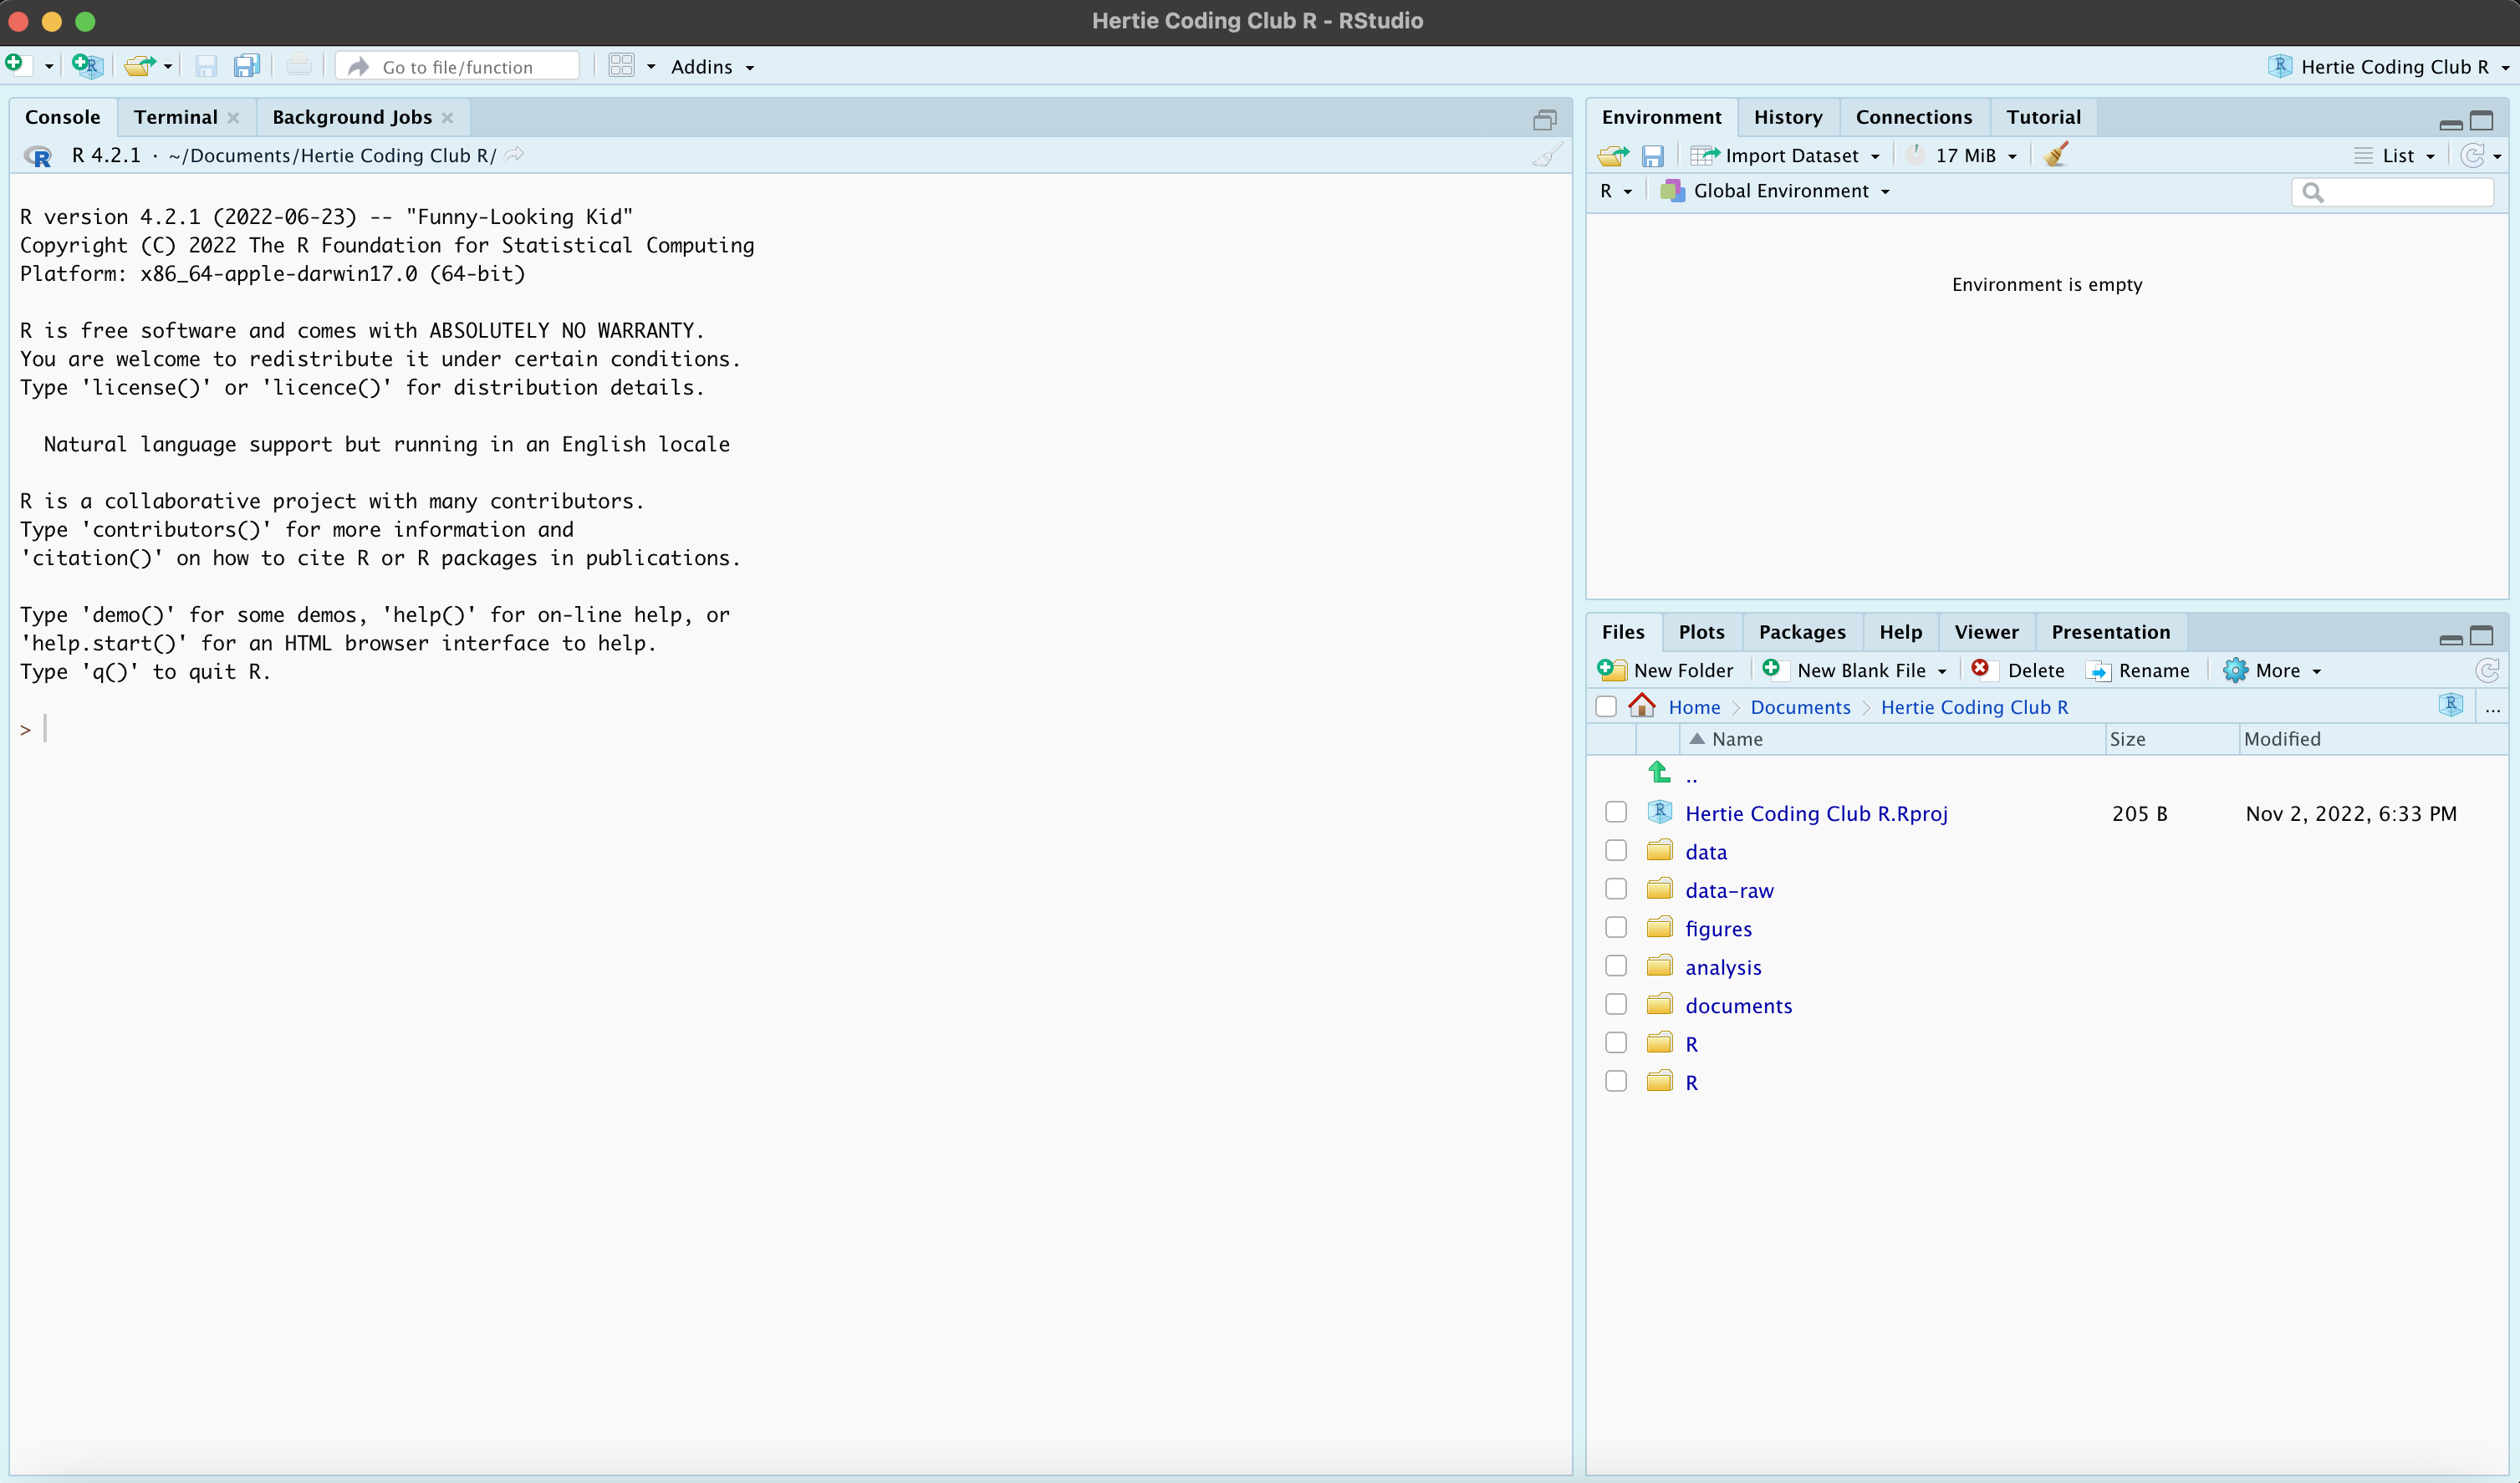 Hertie Coding Club R - RStudio
Go to file/function
Addins
Hertie Coding Club R
Console Terminal Background Jobs
R 4.2.1 · ~/Documents/Hertie Coding Club R/
R version 4.2.1 (2022-06-23) -- "Funny-Looking Kid"
Copyright (C) 2022 The R Foundation for Statistical Computing
Platform: x86_64-apple-darwin17.0 (64-bit)
R is free software and comes with ABSOLUTELY NO WARRANTY.
You are welcome to redistribute it under certain conditions.
Type 'license()' or 'licence()' for distribution details.
Natural language support but running in an English locale
R is a collaborative project with many contributors.
Type 'contributors()' for more information and
'citation()' on how to cite R or R packages in publications.
Type 'demo()' for some demos, 'help()' for on-line help, or
'help.start()' for an HTML browser interface to help.
Type 'q()' to quit R.
>
Environment History Connections Tutorial
Import Dataset 17 MiB List
R Global Environment
Environment is empty
Files Plots Packages Help Viewer Presentation
New Folder New Blank File Delete Rename More
Home Documents Hertie Coding Club R ...
Name Size Modified
..
Hertie Coding Club R.Rproj 205 B Nov 2, 2022, 6:33 PM
data
data-raw
figures
analysis
documents
R
R